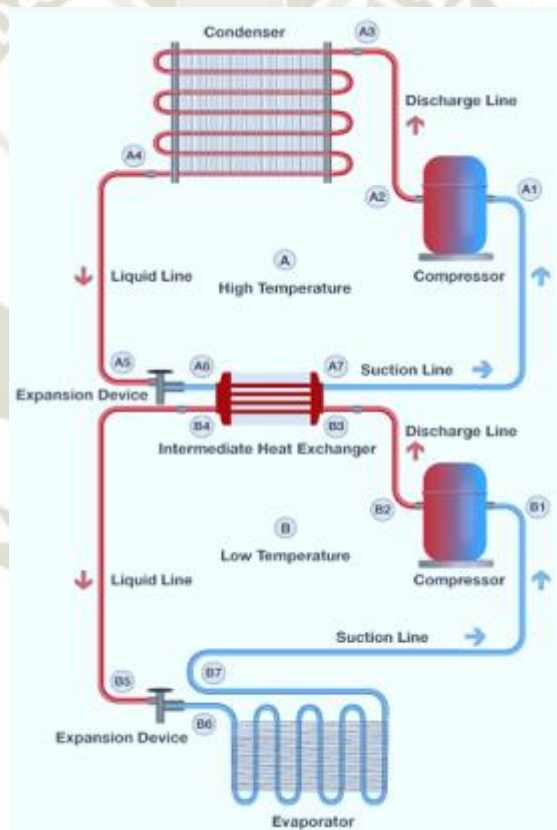 Condenser
A3
Discharge Line
A4
A2
A1
A
Liquid Line
High Temperature
Compressor
A5
A6
A7
Suction Line
Expansion Device
B4
B3
Discharge Line
Intermediate Heat Exchanger
B2
B1
B
Low Temperature
Liquid Line
Compressor
Suction Line
B7
B5
B6
Expansion Device
Evaporator